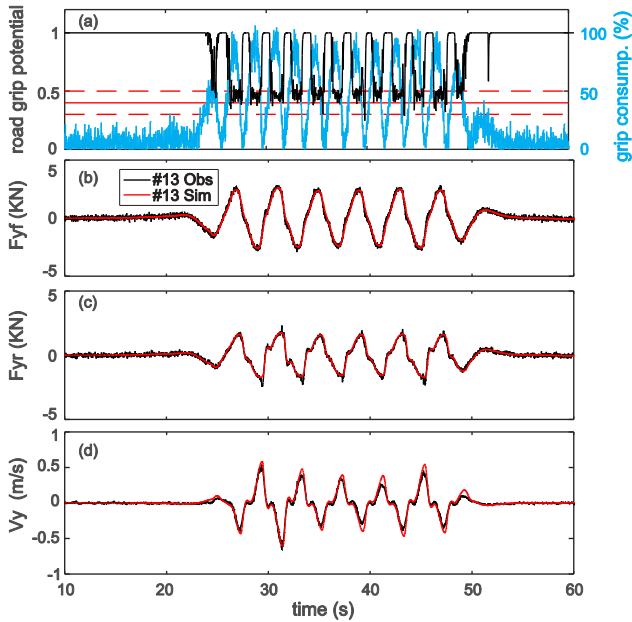 (a)
road grip potential
1
0.5
0
100
50
0
grip consump. (%)
(b)
#13 Obs
#13 Sim
Fyf (KN)
5
0
-5
(c)
Fyr (KN)
5
0
-5
(d)
Vy (m/s)
1
0.5
0
-0.5
-1
10
20
30
40
50
60
time (s)